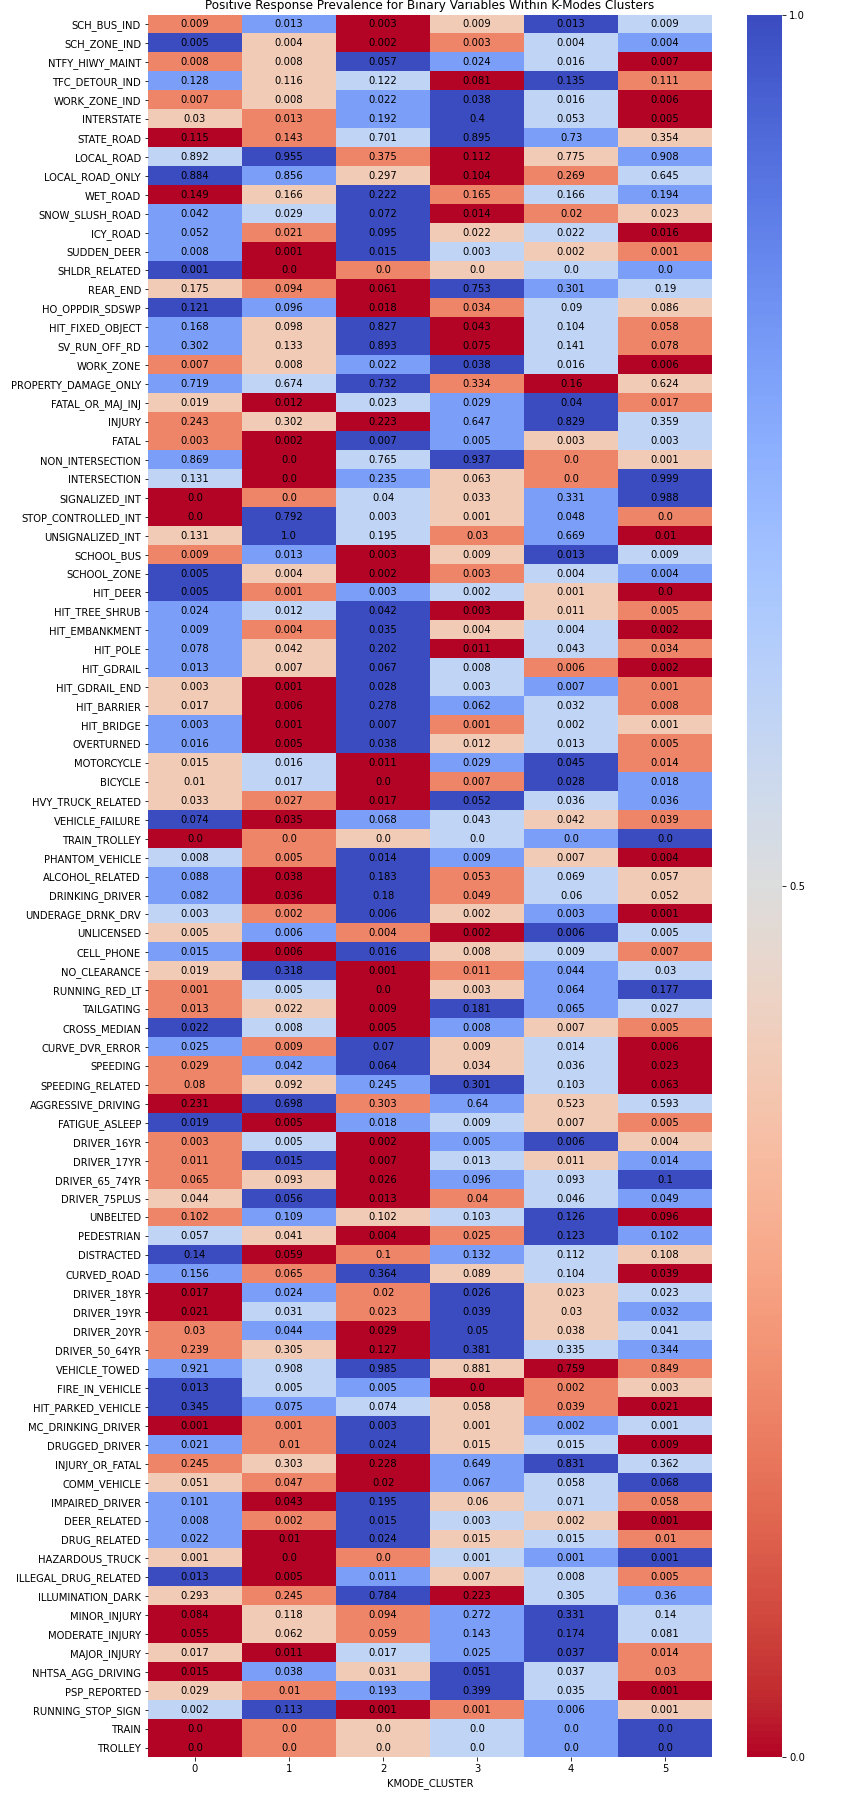 Positive Response Prevalence for Binary Variables Within K-Modes Clusters
SCH_BUS_IND 0.009 0.013 0.003 0.009 0.013 0.009
SCH_ZONE_IND 0.005 0.004 0.002 0.003 0.004 0.004
NTFY_HIWY_MAINT 0.008 0.008 0.057 0.024 0.016 0.007
TFC_DETOUR_IND 0.128 0.116 0.122 0.081 0.135 0.111
WORK_ZONE_IND 0.007 0.008 0.022 0.038 0.016 0.006
INTERSTATE 0.03 0.013 0.192 0.4 0.053 0.005
STATE_ROAD 0.115 0.143 0.701 0.895 0.73 0.354
LOCAL_ROAD 0.892 0.955 0.375 0.112 0.775 0.908
LOCAL_ROAD_ONLY 0.884 0.856 0.297 0.104 0.269 0.645
WET_ROAD 0.149 0.166 0.222 0.165 0.166 0.194
SNOW_SLUSH_ROAD 0.042 0.029 0.072 0.014 0.02 0.023
ICY_ROAD 0.052 0.021 0.095 0.022 0.022 0.016
SUDDEN_DEER 0.008 0.001 0.015 0.003 0.002 0.001
SHLDR_RELATED 0.001 0.0 0.0 0.0 0.0 0.0
REAR_END 0.175 0.094 0.061 0.753 0.301 0.19
HO_OPPDIR_SDSWP 0.121 0.096 0.018 0.034 0.09 0.086
HIT_FIXED_OBJECT 0.168 0.098 0.827 0.043 0.104 0.058
SV_RUN_OFF_RD 0.302 0.133 0.893 0.075 0.141 0.078
WORK_ZONE 0.007 0.008 0.022 0.038 0.016 0.006
PROPERTY_DAMAGE_ONLY 0.719 0.674 0.732 0.334 0.16 0.624
FATAL_OR_MAJ_INJ 0.019 0.012 0.023 0.029 0.04 0.017
INJURY 0.243 0.302 0.223 0.647 0.829 0.359
FATAL 0.003 0.002 0.007 0.005 0.003 0.003
NON_INTERSECTION 0.869 0.0 0.765 0.937 0.0 0.001
INTERSECTION 0.131 0.0 0.235 0.063 0.0 0.999
SIGNALIZED_INT 0.0 0.0 0.04 0.033 0.331 0.988
STOP_CONTROLLED_INT 0.0 0.792 0.003 0.001 0.048 0.0
UNSIGNALIZED_INT 0.131 1.0 0.195 0.03 0.669 0.01
SCHOOL_BUS 0.009 0.013 0.003 0.009 0.013 0.009
SCHOOL_ZONE 0.005 0.004 0.002 0.003 0.004 0.004
HIT_DEER 0.005 0.001 0.003 0.002 0.001 0.0
HIT_TREE_SHRUB 0.024 0.012 0.042 0.003 0.011 0.005
HIT_EMBANKMENT 0.009 0.004 0.035 0.004 0.004 0.002
HIT_POLE 0.078 0.042 0.202 0.011 0.043 0.034
HIT_GDRAIL 0.013 0.007 0.067 0.008 0.006 0.002
HIT_GDRAIL_END 0.003 0.001 0.028 0.003 0.007 0.001
HIT_BARRIER 0.017 0.006 0.278 0.062 0.032 0.008
HIT_BRIDGE 0.003 0.001 0.007 0.001 0.002 0.001
OVERTURNED 0.016 0.005 0.038 0.012 0.013 0.005
MOTORCYCLE 0.015 0.016 0.011 0.029 0.045 0.014
BICYCLE 0.01 0.017 0.0 0.007 0.028 0.018
HVY_TRUCK_RELATED 0.033 0.027 0.017 0.052 0.036 0.036
VEHICLE_FAILURE 0.074 0.035 0.068 0.043 0.042 0.039
TRAIN_TROLLEY 0.0 0.0 0.0 0.0 0.0 0.0
PHANTOM_VEHICLE 0.008 0.005 0.014 0.009 0.007 0.004
ALCOHOL_RELATED 0.088 0.038 0.183 0.053 0.069 0.057
DRINKING_DRIVER 0.082 0.036 0.18 0.049 0.06 0.052
UNDERAGE_DRNK_DRV 0.003 0.002 0.006 0.002 0.003 0.001
UNLICENSED 0.005 0.006 0.004 0.002 0.006 0.005
CELL_PHONE 0.015 0.006 0.016 0.008 0.009 0.007
NO_CLEARANCE 0.019 0.318 0.001 0.011 0.044 0.03
RUNNING_RED_LT 0.001 0.005 0.0 0.003 0.064 0.177
TAILGATING 0.013 0.022 0.009 0.181 0.065 0.027
CROSS_MEDIAN 0.022 0.008 0.005 0.008 0.007 0.005
CURVE_DVR_ERROR 0.025 0.009 0.07 0.009 0.014 0.006
SPEEDING 0.029 0.042 0.064 0.034 0.036 0.023
SPEEDING_RELATED 0.08 0.092 0.245 0.301 0.103 0.063
AGGRESSIVE_DRIVING 0.231 0.698 0.303 0.64 0.523 0.593
FATIGUE_ASLEEP 0.019 0.005 0.018 0.009 0.007 0.005
DRIVER_16YR 0.003 0.005 0.002 0.005 0.006 0.004
DRIVER_17YR 0.011 0.015 0.007 0.013 0.011 0.014
DRIVER_65_74YR 0.065 0.093 0.026 0.096 0.093 0.1
DRIVER_75PLUS 0.044 0.056 0.013 0.04 0.046 0.049
UNBELTED 0.102 0.109 0.102 0.103 0.126 0.096
PEDESTRIAN 0.057 0.041 0.004 0.025 0.123 0.102
DISTRACTED 0.14 0.059 0.1 0.132 0.112 0.108
CURVED_ROAD 0.156 0.065 0.364 0.089 0.104 0.039
DRIVER_18YR 0.017 0.024 0.02 0.026 0.023 0.023
DRIVER_19YR 0.021 0.031 0.023 0.039 0.03 0.032
DRIVER_20YR 0.03 0.044 0.029 0.05 0.038 0.041
DRIVER_50_64YR 0.239 0.305 0.127 0.381 0.335 0.344
VEHICLE_TOWED 0.921 0.908 0.985 0.881 0.759 0.849
FIRE_IN_VEHICLE 0.013 0.005 0.005 0.0 0.002 0.003
HIT_PARKED_VEHICLE 0.345 0.075 0.074 0.058 0.039 0.021
MC_DRINKING_DRIVER 0.001 0.001 0.003 0.001 0.002 0.001
DRUGGED_DRIVER 0.021 0.01 0.024 0.015 0.015 0.009
INJURY_OR_FATAL 0.245 0.303 0.228 0.649 0.831 0.362
COMM_VEHICLE 0.051 0.047 0.02 0.067 0.058 0.068
IMPAIRED_DRIVER 0.101 0.043 0.195 0.06 0.071 0.058
DEER_RELATED 0.008 0.002 0.015 0.003 0.002 0.001
DRUG_RELATED 0.022 0.01 0.024 0.015 0.015 0.01
HAZARDOUS_TRUCK 0.001 0.0 0.0 0.001 0.001 0.001
ILLEGAL_DRUG_RELATED 0.013 0.005 0.011 0.007 0.008 0.005
ILLUMINATION_DARK 0.293 0.245 0.784 0.223 0.305 0.36
MINOR_INJURY 0.084 0.118 0.094 0.272 0.331 0.14
MODERATE_INJURY 0.055 0.062 0.059 0.143 0.174 0.081
MAJOR_INJURY 0.017 0.011 0.017 0.025 0.037 0.014
NHTSA_AGG_DRIVING 0.015 0.038 0.031 0.051 0.037 0.03
PSP_REPORTED 0.029 0.01 0.193 0.399 0.035 0.001
RUNNING_STOP_SIGN 0.002 0.113 0.001 0.001 0.006 0.001
TRAIN 0.0 0.0 0.0 0.0 0.0 0.0
TROLLEY 0.0 0.0 0.0 0.0 0.0 0.0
0 1 2 3 4 5
KMODE_CLUSTER
1.0
0.5
0.0